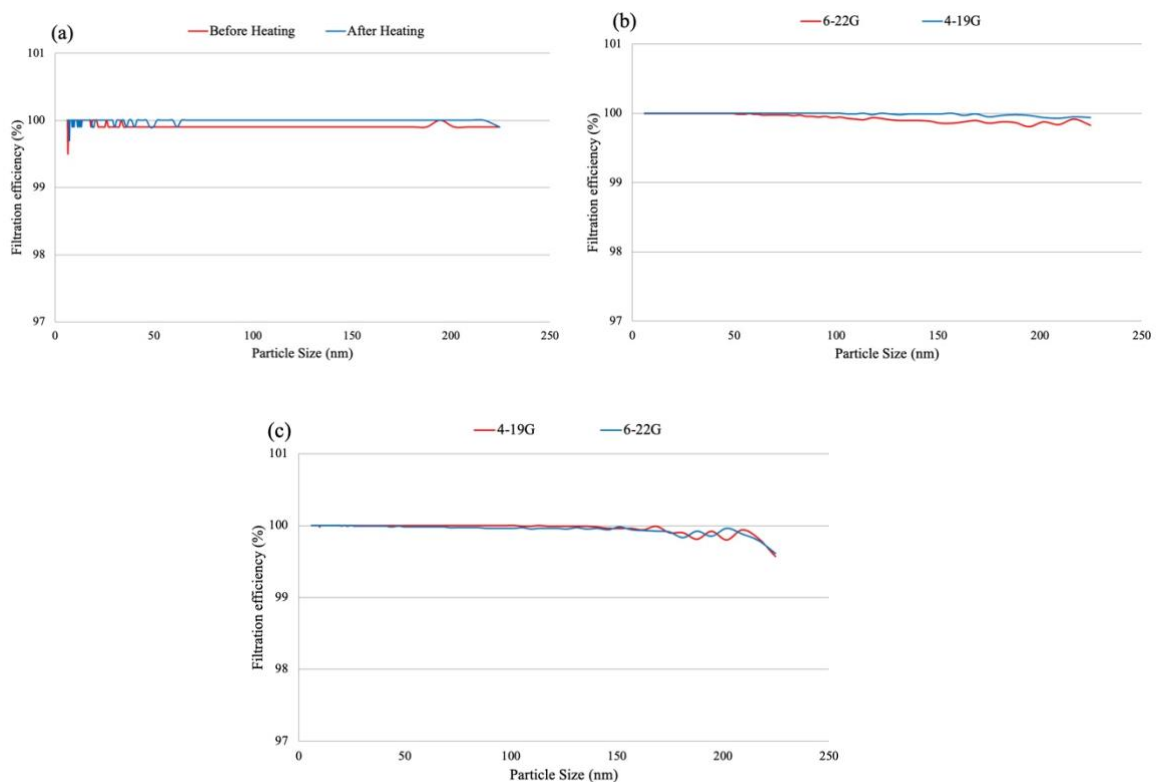 (a)
Before Heating After Heating
101
100
99
98
97
Filtration efficiency (%)
0 50 100 150 200 250
Particle Size (nm)
(b)
6-22G 4-19G
101
100
99
98
97
Filtration efficiency (%)
0 50 100 150 200 250
Particle Size (nm)
(c)
4-19G 6-22G
101
100
99
98
97
Filtration efficiency (%)
0 50 100 150 200 250
Particle Size (nm)